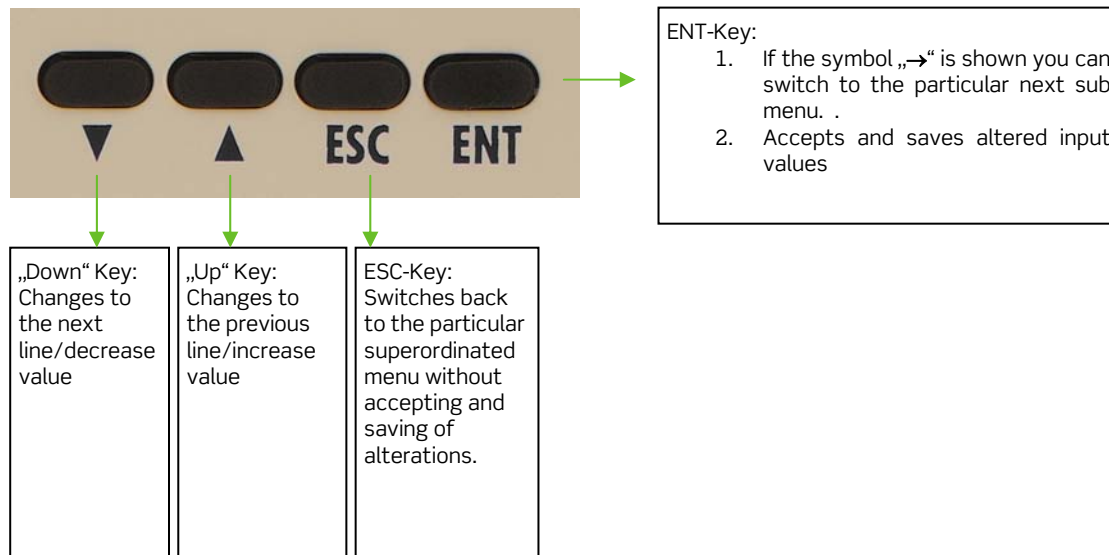 ▼ ▲ ESC ENT
ENT-Key:
1. If the symbol „→“ is shown you can
switch to the particular next sub
menu. .
2. Accepts and saves altered input
values
„Down“ Key:
Changes to
the next
line/decrease
value
„Up“ Key:
Changes to
the previous
line/increase
value
ESC-Key:
Switches back
to the particular
superordinated
menu without
accepting and
saving of
alterations.